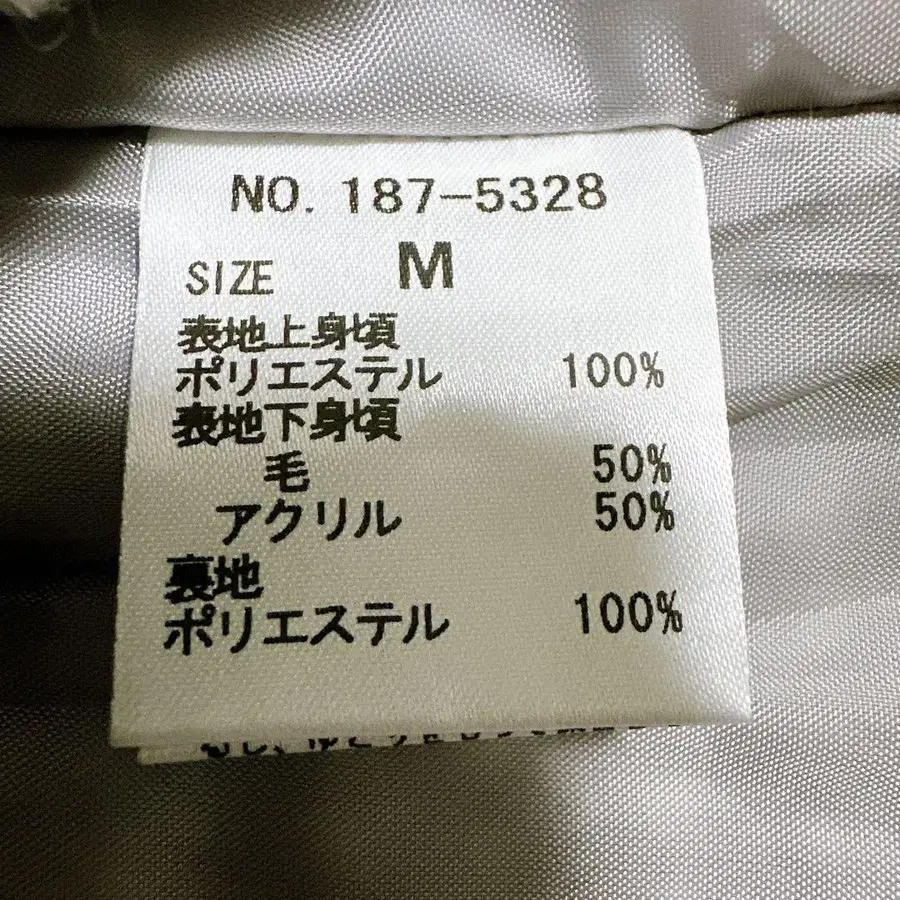 NO. 187-5328
SIZE M
表地上身頃
ポリエステル 100%
表地下身頃
毛 50%
アクリル 50%
裏地
ポリエステル 100%